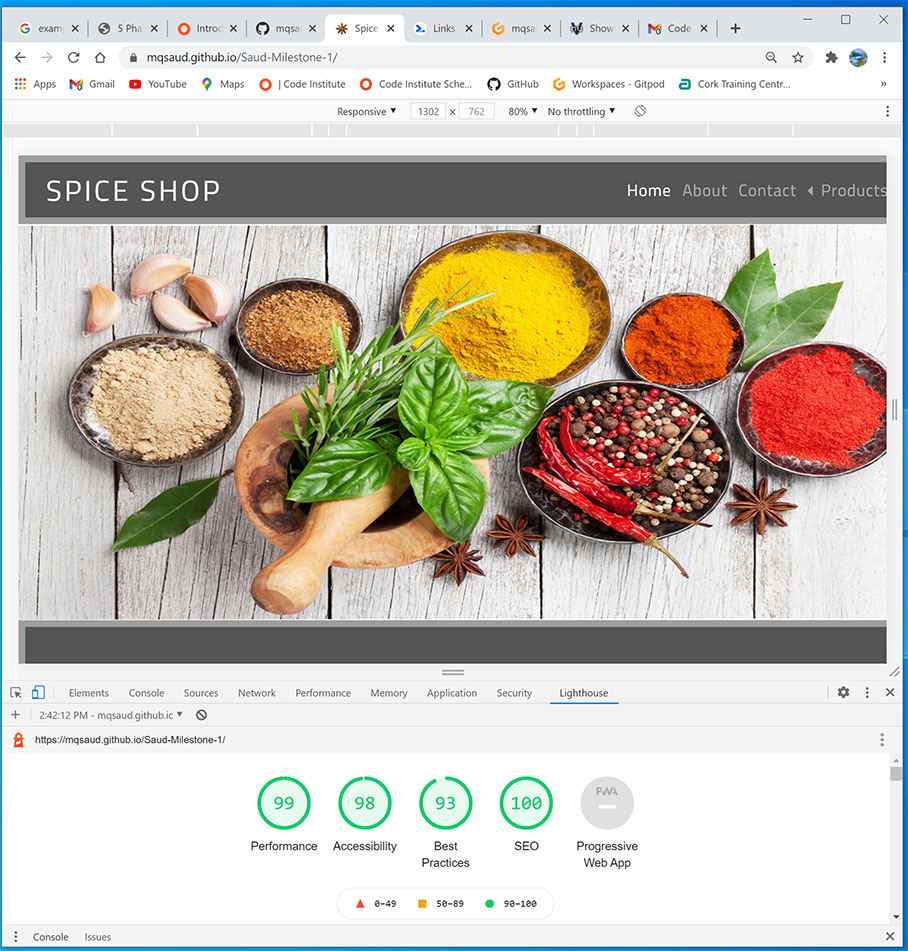 exam
5 Pha
Introd
mqsa
Spice
Links
mqsa
Show
Code
mqsaud.github.io/Saud-Milestone-1/
Apps Gmail YouTube Maps | Code Institute Code Institute Sche... GitHub Workspaces - Gitpod Cork Training Centr... »
Responsive 1302 × 762 80% No throttling
SPICE SHOP Home About Contact Products
Elements Console Sources Network Performance Memory Application Security Lighthouse
2:42:12 PM - mqsaud.github.ic
https://mqsaud.github.io/Saud-Milestone-1/
99 98 93 100 PWA
Performance Accessibility Best Practices SEO Progressive Web App
0–49 50–89 90–100
Console Issues